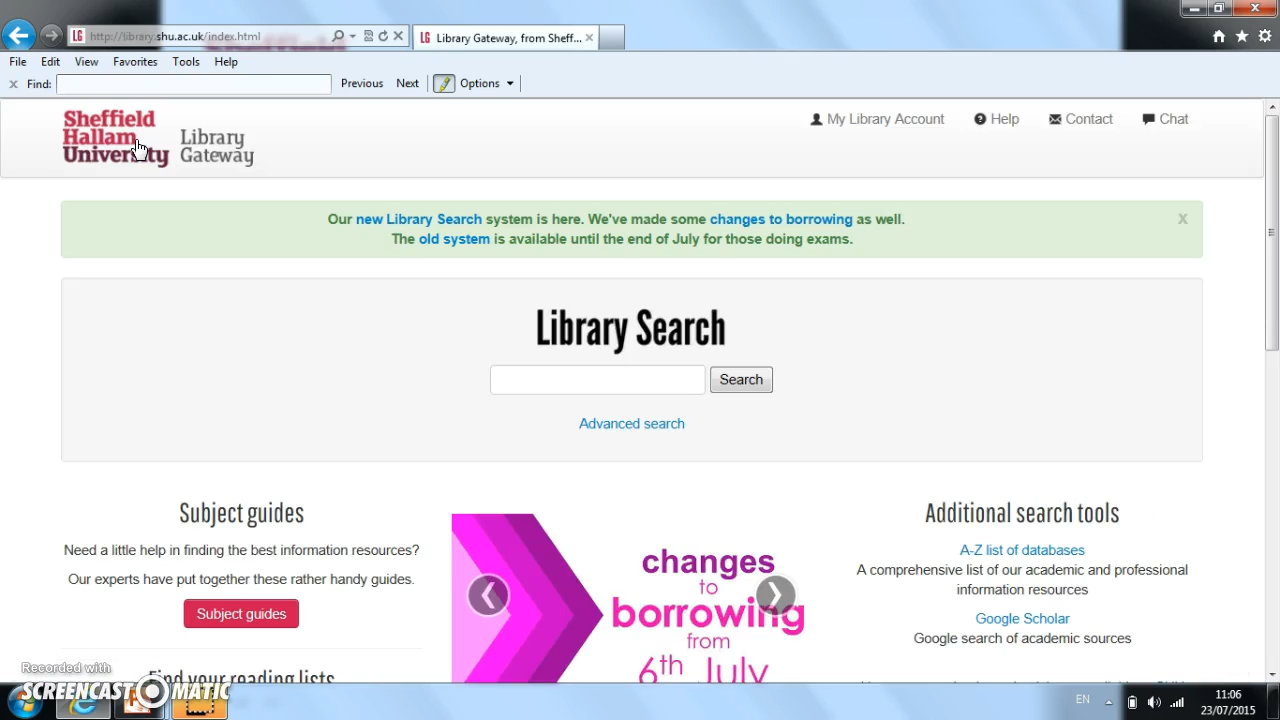 http://library.shu.ac.uk/index.html
LG Library Gateway, from Sheff...
File Edit View Favorites Tools Help
Find: Previous Next Options
Sheffield
Hallam
University
Library
Gateway
My Library Account Help Contact Chat
Our new Library Search system is here. We've made some changes to borrowing as well. x
The old system is available until the end of July for those doing exams.
Library Search
Search
Advanced search
Subject guides
Need a little help in finding the best information resources?
Our experts have put together these rather handy guides.
Subject guides
Find your reading lists
changes
to
borrowing
from
6th July
Additional search tools
A-Z list of databases
A comprehensive list of our academic and professional
information resources
Google Scholar
Google search of academic sources
Recorded with
SCREENCAST-O-MATIC
EN
11:06
23/07/2015